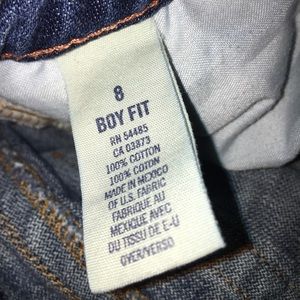 8
BOY FIT
RN 54485
CA 03873
100% COTTON
100% COTON
MADE IN MEXICO
OF U.S. FABRIC
FABRIQUE AU
MEXIQUE AVEC
DU TISSU DE E-U
OVER/VERSO